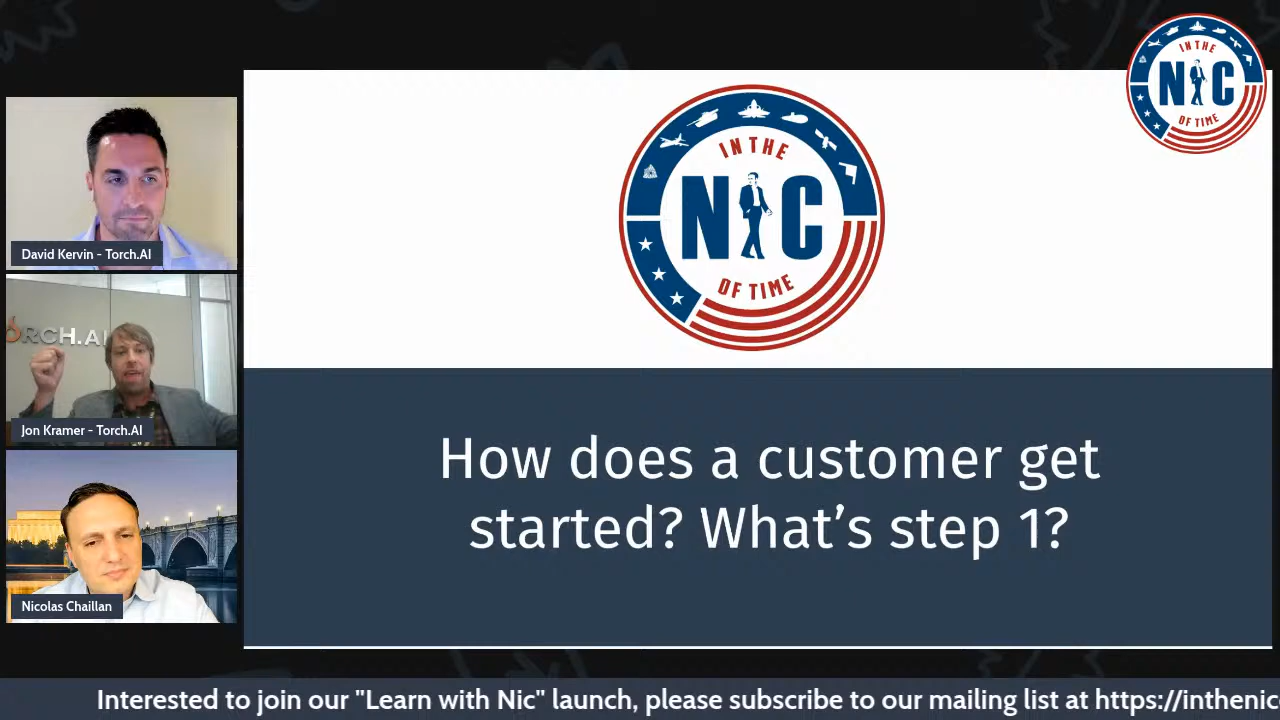 IN THE
NIC
OF TIME
IN THE
NIC
OF TIME
David Kervin - Torch.AI
ORCH.AI
Jon Kramer - Torch.AI
Nicolas Chaillan
How does a customer get
started? What's step 1?
Interested to join our "Learn with Nic" launch, please subscribe to our mailing list at https://inthenic